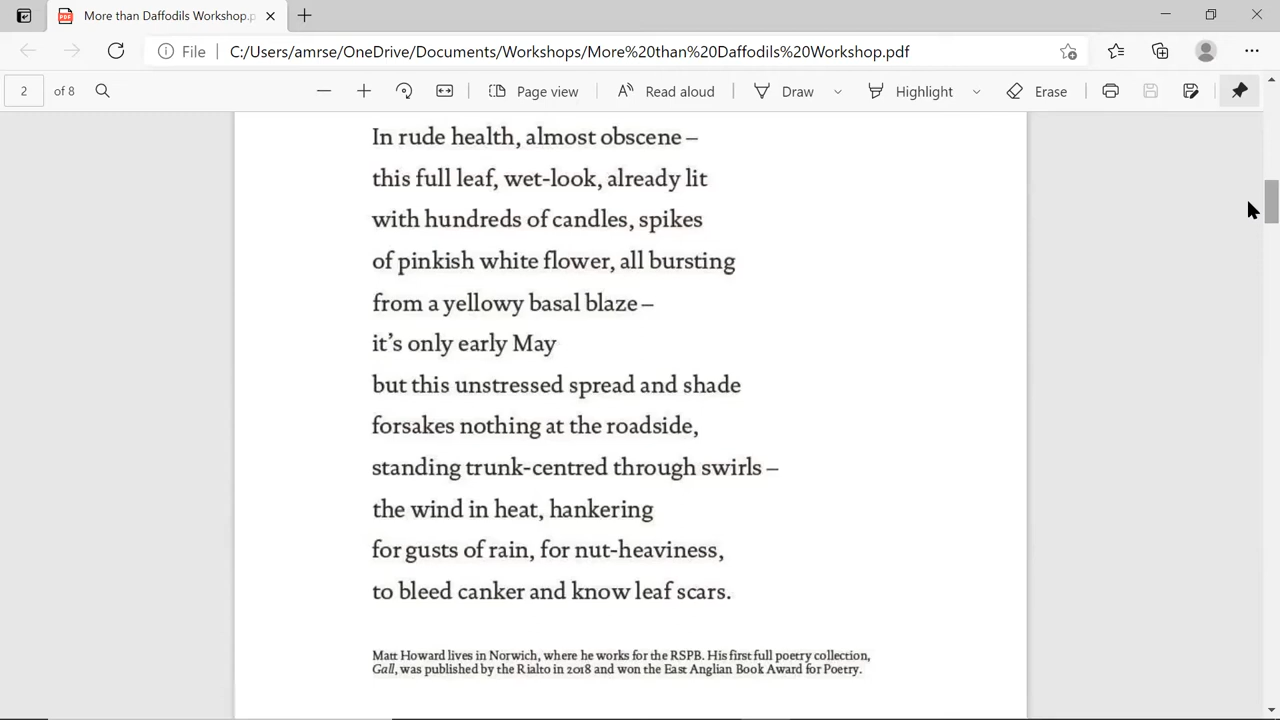 More than Daffodils Workshop.p
File C:/Users/amrse/OneDrive/Documents/Workshops/More%20than%20Daffodils%20Workshop.pdf
2 of 8 Page view Read aloud Draw Highlight Erase
In rude health, almost obscene –
this full leaf, wet-look, already lit
with hundreds of candles, spikes
of pinkish white flower, all bursting
from a yellowy basal blaze –
it’s only early May
but this unstressed spread and shade
forsakes nothing at the roadside,
standing trunk-centred through swirls –
the wind in heat, hankering
for gusts of rain, for nut-heaviness,
to bleed canker and know leaf scars.
Matt Howard lives in Norwich, where he works for the RSPB. His first full poetry collection,
Gall, was published by the Rialto in 2018 and won the East Anglian Book Award for Poetry.